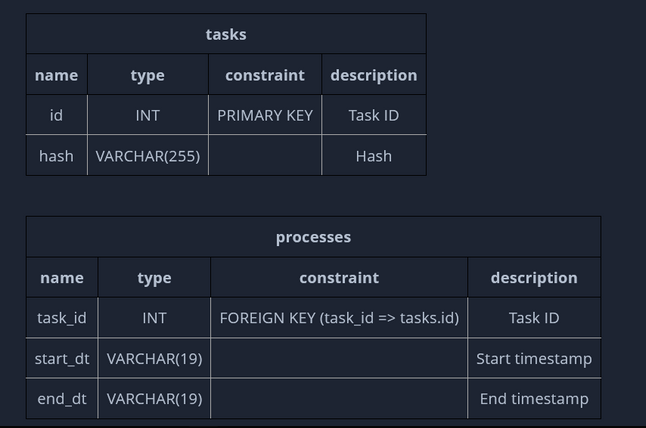 tasks
name type constraint description
id INT PRIMARY KEY Task ID
hash VARCHAR(255) Hash
processes
name type constraint description
task_id INT FOREIGN KEY (task_id => tasks.id) Task ID
start_dt VARCHAR(19) Start timestamp
end_dt VARCHAR(19) End timestamp